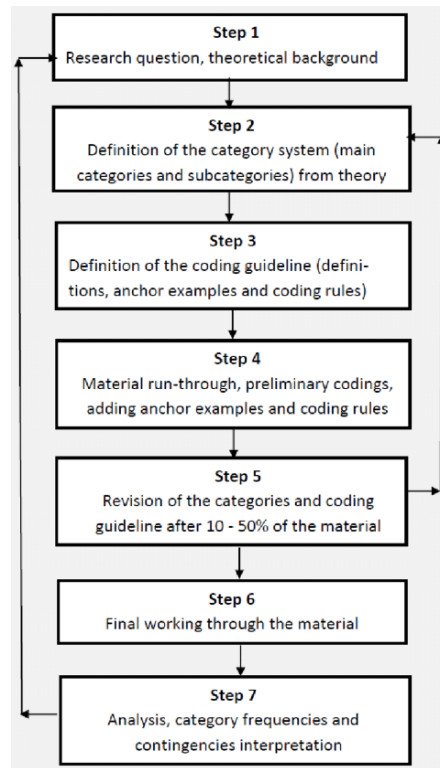 Step 1
Research question, theoretical background
Step 2
Definition of the category system (main
categories and subcategories) from theory
Step 3
Definition of the coding guideline (defini-
tions, anchor examples and coding rules)
Step 4
Material run-through, preliminary codings,
adding anchor examples and coding rules
Step 5
Revision of the categories and coding
guideline after 10 - 50% of the material
Step 6
Final working through the material
Step 7
Analysis, category frequencies and
contingencies interpretation